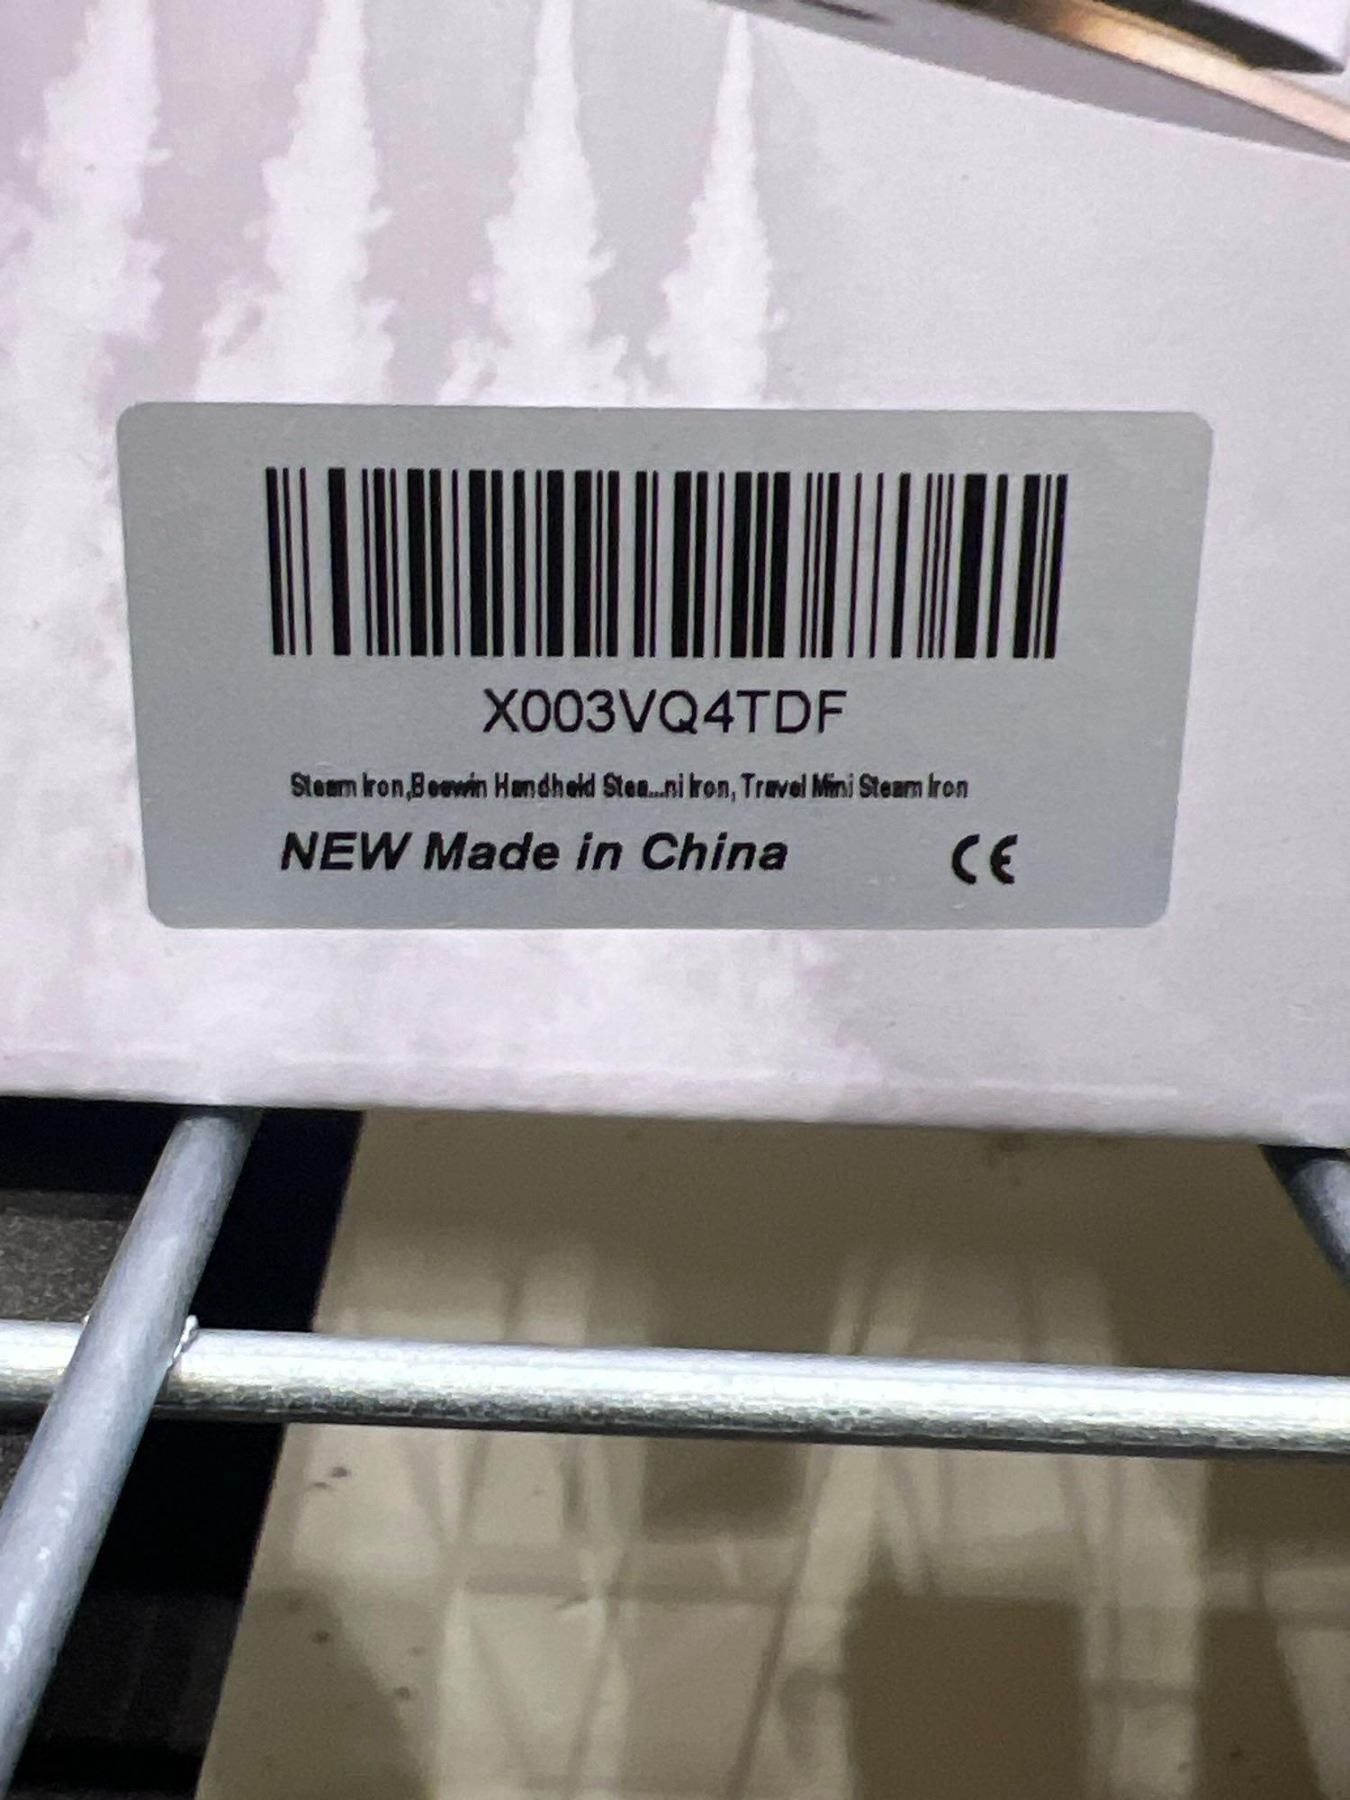 X003VQ4TDF
Steam Iron,Beewin Handheld Stea...ni Iron, Travel Mini Steam Iron
NEW Made in China CE